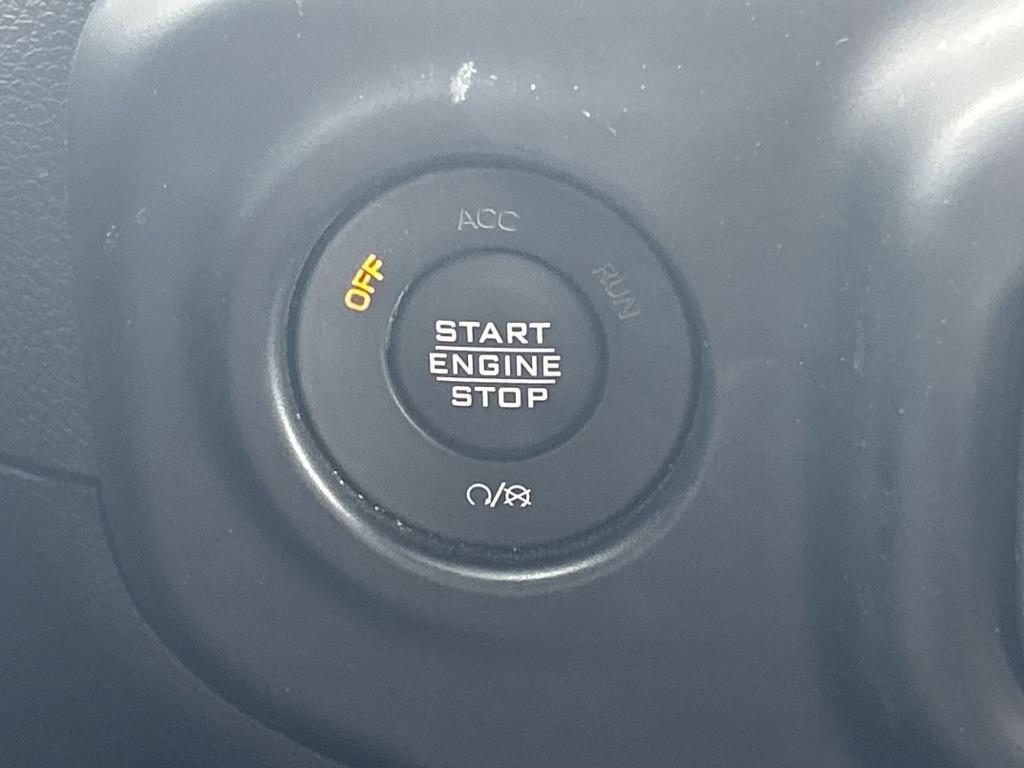 ACC
OFF
RUN
START
ENGINE
STOP